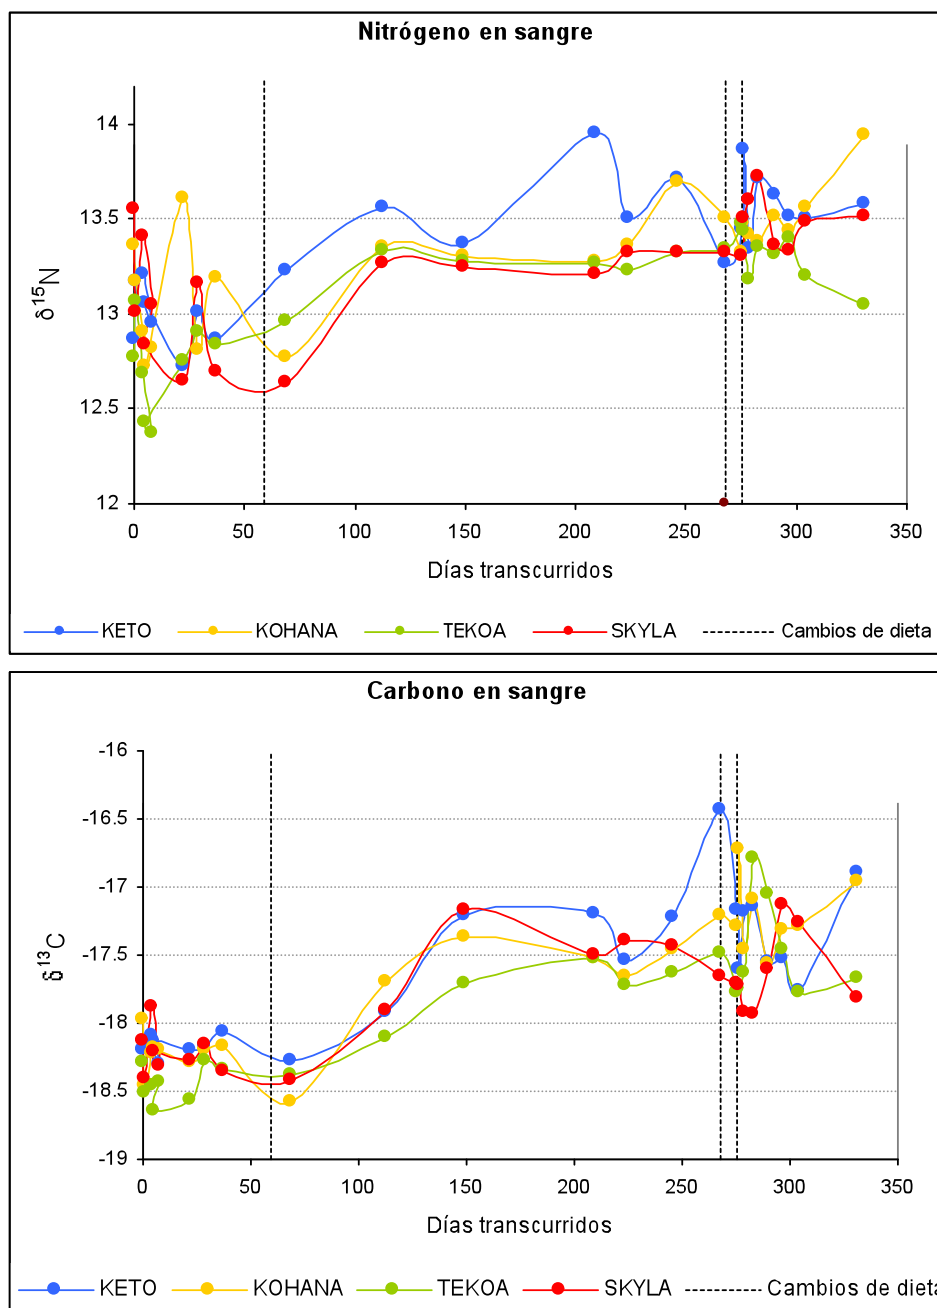 Nitrógeno en sangre
14
13.5
13
12.5
12
δ15N
0 50 100 150 200 250 300 350
Días transcurridos
KETO KOHANA TEKOA SKYLA Cambios de dieta
Carbono en sangre
-16
-16.5
-17
-17.5
-18
-18.5
-19
δ13C
0 50 100 150 200 250 300 350
Días transcurridos
KETO KOHANA TEKOA SKYLA Cambios de dieta